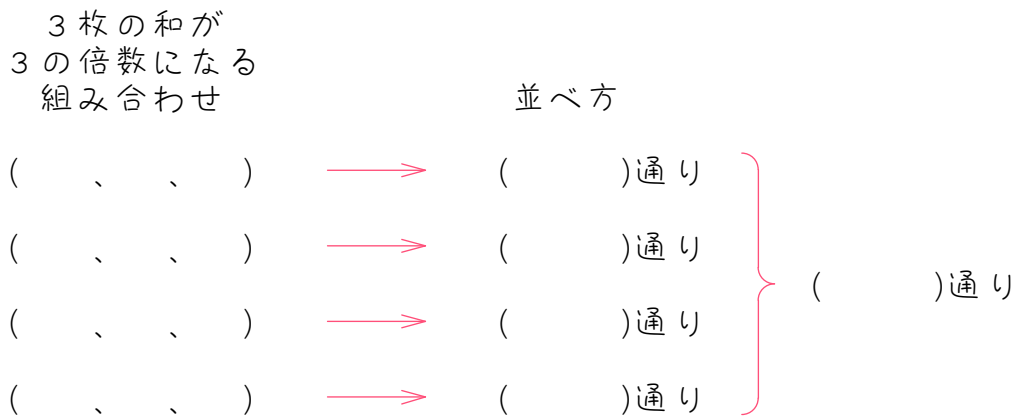 3枚の和が
3の倍数になる
組み合わせ
並べ方
(　、　、　) (　　)通り
(　、　、　) (　　)通り
(　　)通り
(　、　、　) (　　)通り
(　、　、　) (　　)通り